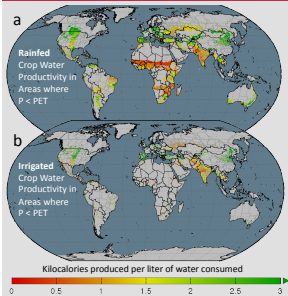 a
Rainfed
Crop Water
Productivity in
Areas where
P < PET
b
Irrigated
Crop Water
Productivity in
Areas where
P < PET
Kilocalories produced per liter of water consumed
0 0.5 1 1.5 2 2.5 3